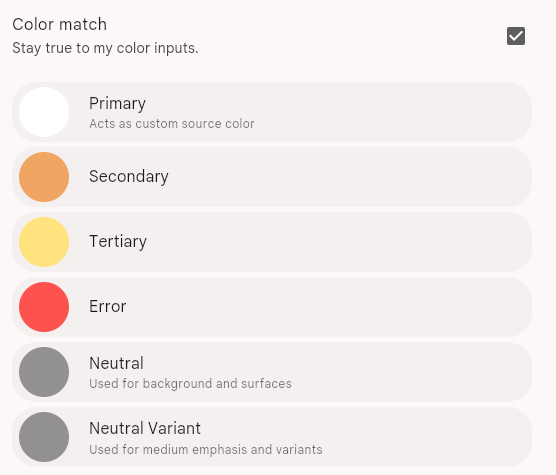 Color match
Stay true to my color inputs.
Primary
Acts as custom source color
Secondary
Tertiary
Error
Neutral
Used for background and surfaces
Neutral Variant
Used for medium emphasis and variants